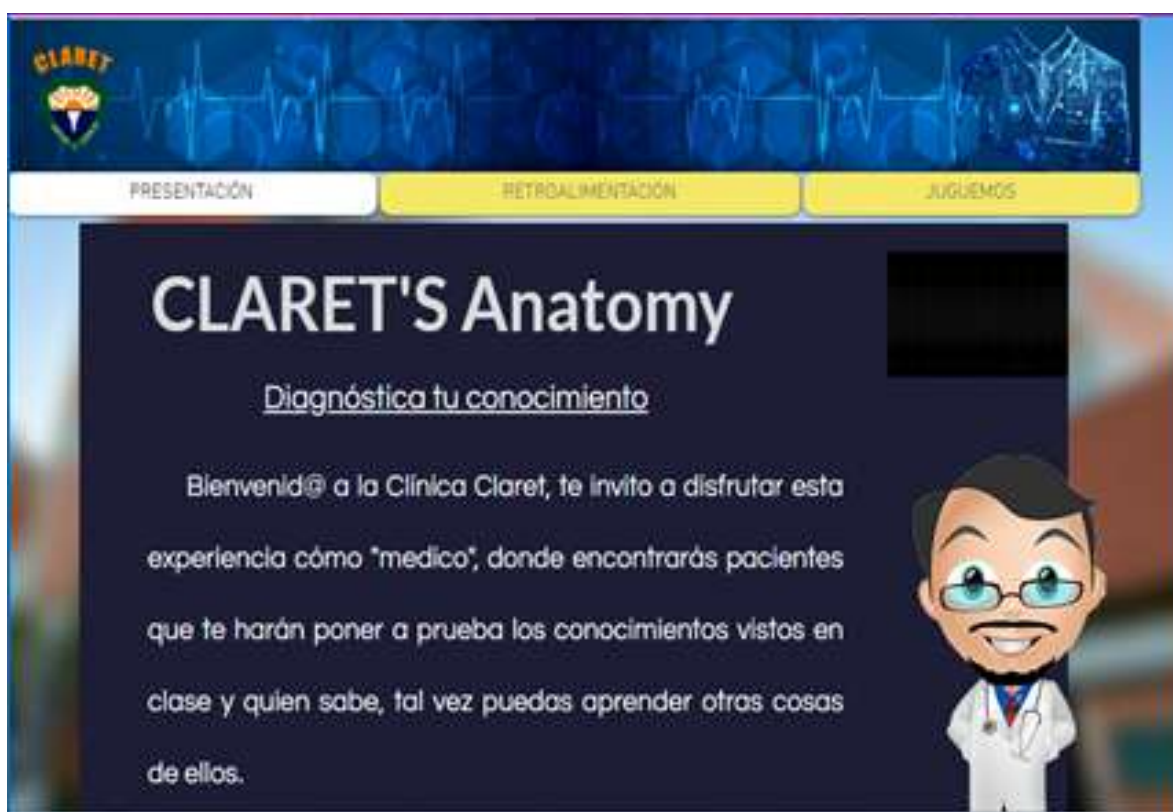 CLARET
PRESENTACIÓN
RETROALIMENTACIÓN
JUGUEMOS
CLARET'S Anatomy
Diagnóstica tu conocimiento
Bienvenid@ a la Clínica Claret, te invito a disfrutar esta
experiencia cómo "medico", donde encontrarás pacientes
que te harán poner a prueba los conocimientos vistos en
clase y quien sabe, tal vez puedas aprender otras cosas
de ellos.